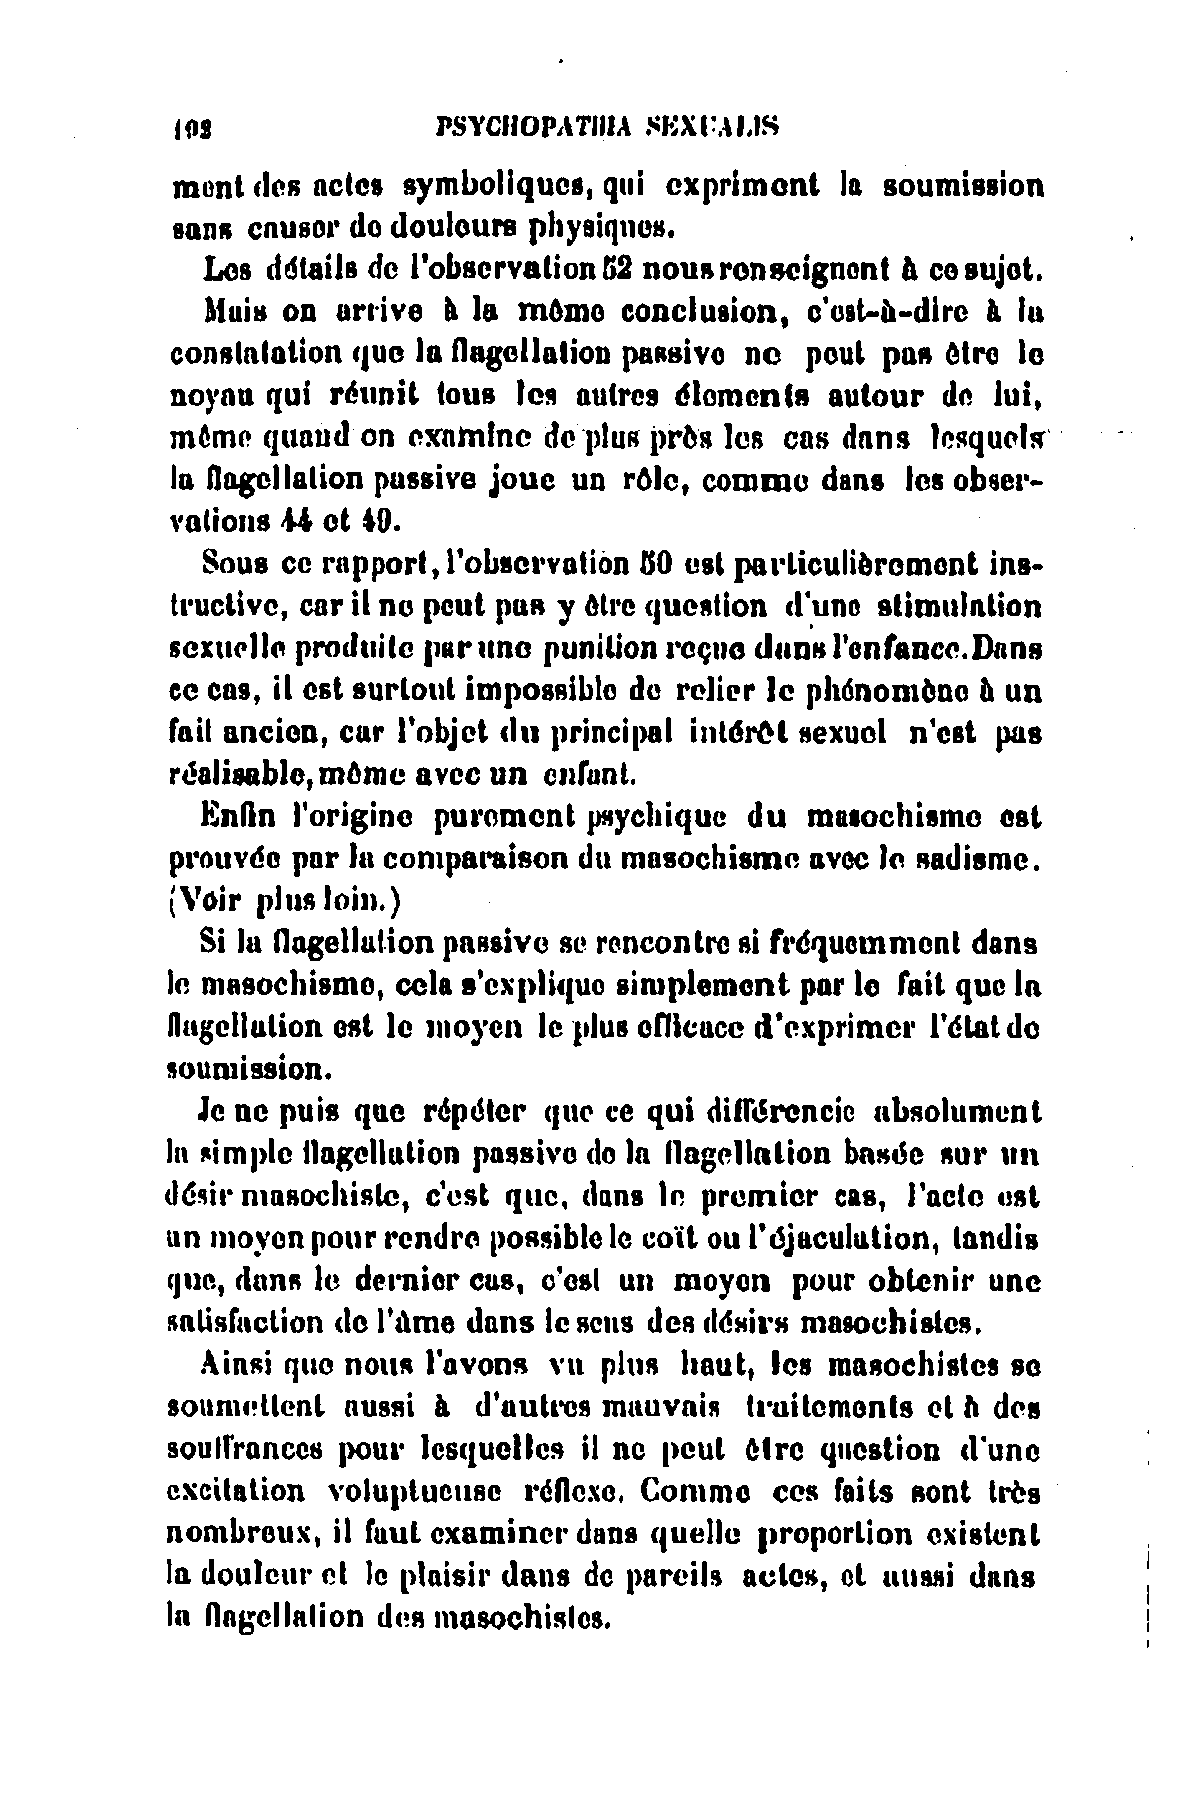 102 PSYCHOPATHIA SEXUALIS
ment des actes symboliques, qui expriment la soumission
sans causer de douleurs physiques.
Les détails de l'observation 52 nous renseignent à ce sujet.
Mais on arrive à la même conclusion, c'est-à-dire à la
constatation que la flagellation passive ne peut pas être le
noyau qui réunit tous les autres éléments autour de lui,
même quand on examine de plus près les cas dans lesquels
la flagellation passive joue un rôle, comme dans les obser-
vations 44 et 49.
Sous ce rapport, l'observation 50 est particulièrement ins-
tructive, car il ne peut pas y être question d'une stimulation
sexuelle produite par une punition reçue dans l'enfance. Dans
ce cas, il est surtout impossible de relier le phénomène à un
fait ancien, car l'objet du principal intérêt sexuel n'est pas
réalisable, même avec un enfant.
Enfin l'origine purement psychique du masochisme est
prouvée par la comparaison du masochisme avec le sadisme.
(Voir plus loin.)
Si la flagellation passive se rencontre si fréquemment dans
le masochisme, cela s'explique simplement par le fait que la
flagellation est le moyen le plus efficace d'exprimer l'état de
soumission.
Je ne puis que répéter que ce qui différencie absolument
la simple flagellation passive de la flagellation basée sur un
désir masochiste, c'est que, dans le premier cas, l'acte est
un moyen pour rendre possible le coït ou l'éjaculation, tandis
que, dans le dernier cas, c'est un moyen pour obtenir une
satisfaction de l'âme dans le sens des désirs masochistes.
Ainsi que nous l'avons vu plus haut, les masochistes se
soumettent aussi à d'autres mauvais traitements et à des
souffrances pour lesquelles il ne peut être question d'une
excitation voluptueuse réflexe. Comme ces faits sont très
nombreux, il faut examiner dans quelle proportion existent
la douleur et le plaisir dans de pareils actes, et aussi dans
la flagellation des masochistes.